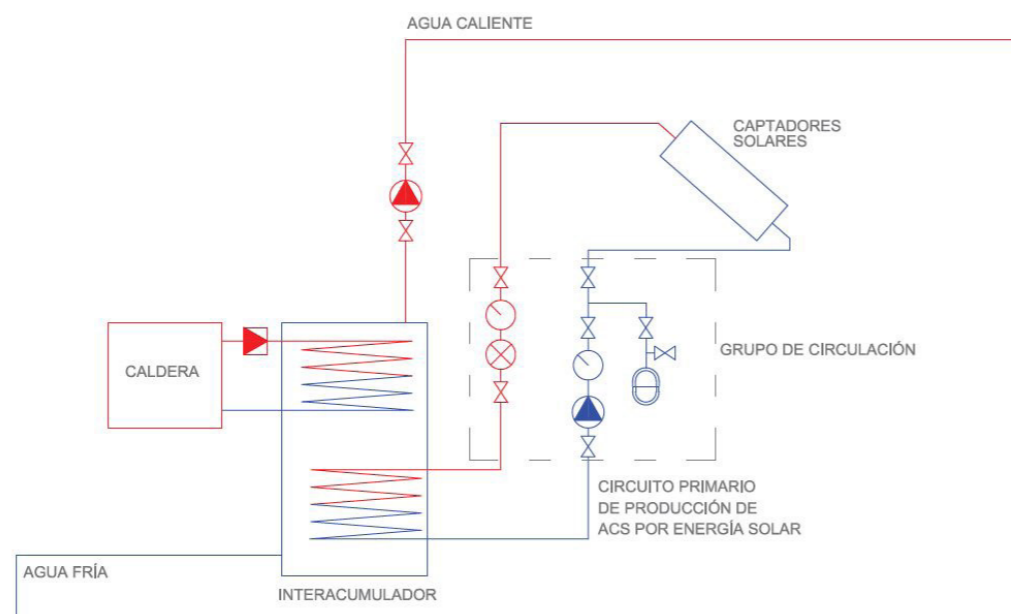 AGUA CALIENTE
CAPTADORES
SOLARES
CALDERA
GRUPO DE CIRCULACIÓN
CIRCUITO PRIMARIO
DE PRODUCCIÓN DE
ACS POR ENERGÍA SOLAR
AGUA FRÍA
INTERACUMULADOR